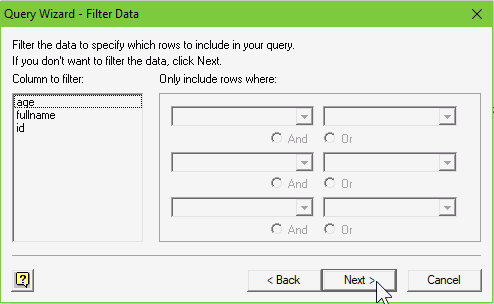 Query Wizard - Filter Data
Filter the data to specify which rows to include in your query.
If you don't want to filter the data, click Next.
Column to filter:
Only include rows where:
age
fullname
id
And
Or
And
Or
And
Or
?
< Back
Next >
Cancel